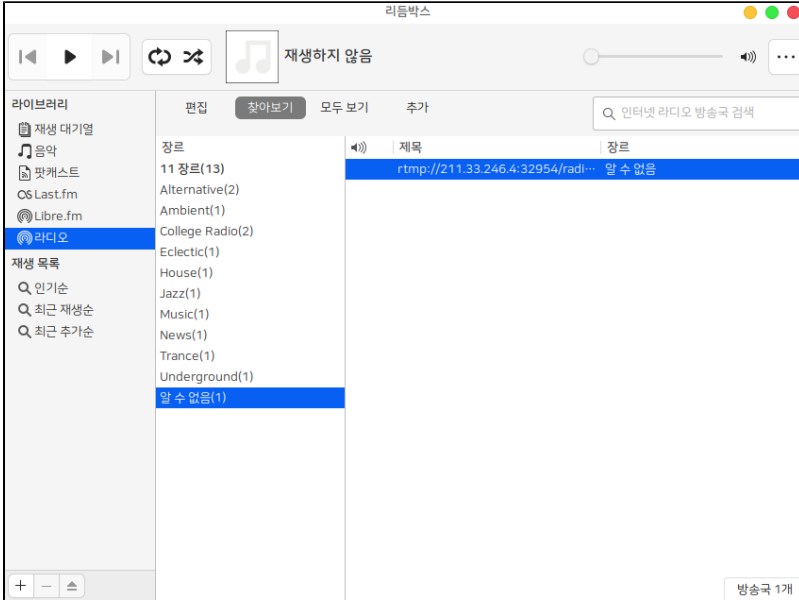 리듬박스
재생하지 않음
라이브러리
재생 대기열
음악
팟캐스트
Last.fm
Libre.fm
라디오
재생 목록
인기순
최근 재생순
최근 추가순
편집 찾아보기 모두 보기 추가
인터넷 라디오 방송국 검색
장르
11 장르(13)
Alternative(2)
Ambient(1)
College Radio(2)
Eclectic(1)
House(1)
Jazz(1)
Music(1)
News(1)
Trance(1)
Underground(1)
알 수 없음(1)
제목 장르
rtmp://211.33.246.4:32954/radi… 알 수 없음
방송국 1개